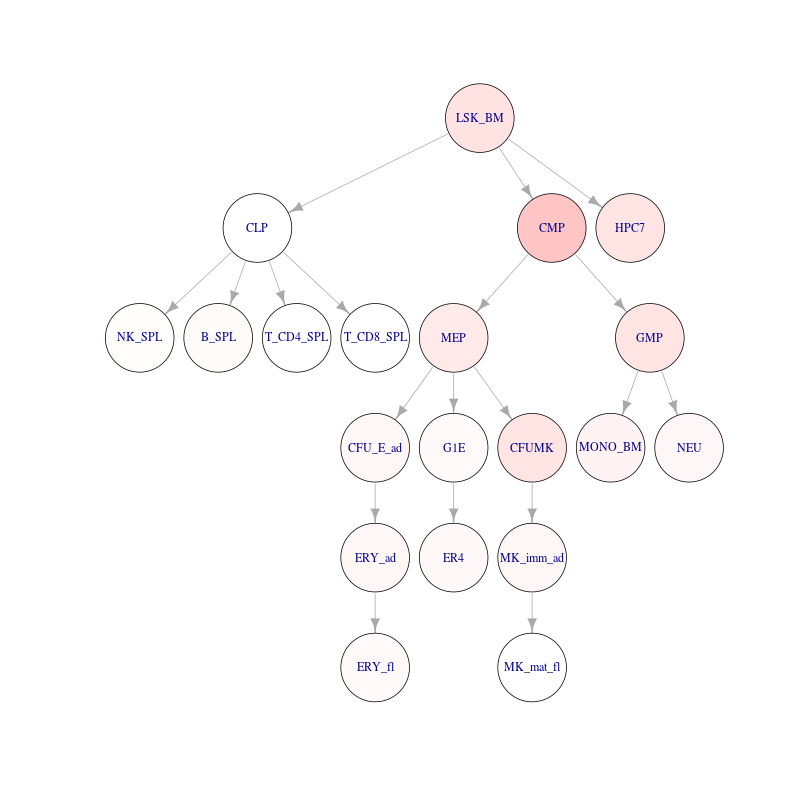 LSK_BM
CLP
CMP
HPC7
NK_SPL
B_SPL
T_CD4_SPL
T_CD8_SPL
MEP
GMP
CFU_E_ad
G1E
CFUMK
MONO_BM
NEU
ERY_ad
ER4
MK_imm_ad
ERY_fl
MK_mat_fl